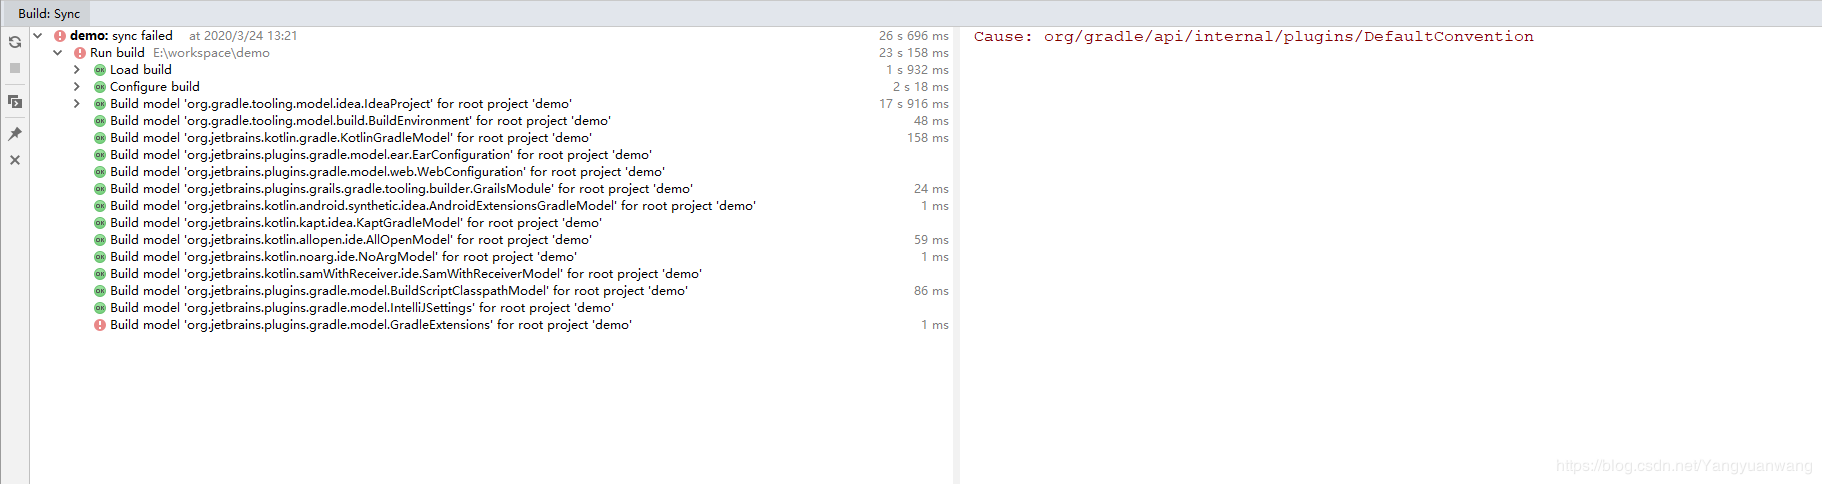 Build: Sync
demo: sync failed at 2020/3/24 13:21 26 s 696 ms
Run build E:\workspace\demo 23 s 158 ms
Load build 1 s 932 ms
Configure build 2 s 18 ms
Build model 'org.gradle.tooling.model.idea.IdeaProject' for root project 'demo' 17 s 916 ms
Build model 'org.gradle.tooling.model.build.BuildEnvironment' for root project 'demo' 48 ms
Build model 'org.jetbrains.kotlin.gradle.KotlinGradleModel' for root project 'demo' 158 ms
Build model 'org.jetbrains.plugins.gradle.model.ear.EarConfiguration' for root project 'demo'
Build model 'org.jetbrains.plugins.gradle.model.web.WebConfiguration' for root project 'demo'
Build model 'org.jetbrains.plugins.grails.gradle.tooling.builder.GrailsModule' for root project 'demo' 24 ms
Build model 'org.jetbrains.kotlin.android.synthetic.idea.AndroidExtensionsGradleModel' for root project 'demo' 1 ms
Build model 'org.jetbrains.kotlin.kapt.idea.KaptGradleModel' for root project 'demo'
Build model 'org.jetbrains.kotlin.allopen.ide.AllOpenModel' for root project 'demo' 59 ms
Build model 'org.jetbrains.kotlin.noarg.ide.NoArgModel' for root project 'demo' 1 ms
Build model 'org.jetbrains.kotlin.samWithReceiver.ide.SamWithReceiverModel' for root project 'demo'
Build model 'org.jetbrains.plugins.gradle.model.BuildScriptClasspathModel' for root project 'demo' 86 ms
Build model 'org.jetbrains.plugins.gradle.model.IntelliJSettings' for root project 'demo'
Build model 'org.jetbrains.plugins.gradle.model.GradleExtensions' for root project 'demo' 1 ms
Cause: org/gradle/api/internal/plugins/DefaultConvention
https://blog.csdn.net/Yangyuanwang